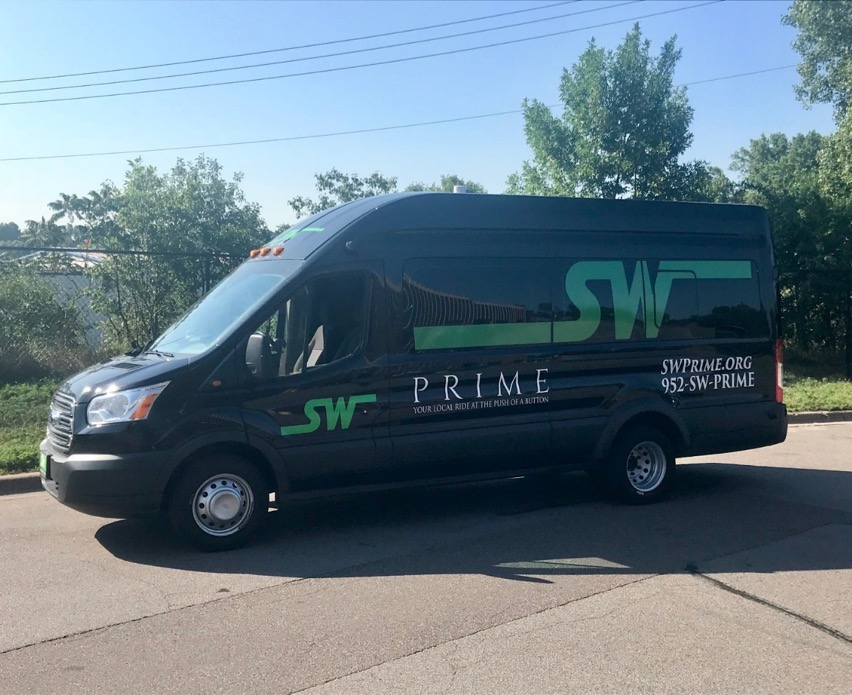 SW
SWPRIME.ORG
952-SW-PRIME
PRIME
YOUR LOCAL RIDE AT THE PUSH OF A BUTTON
SW